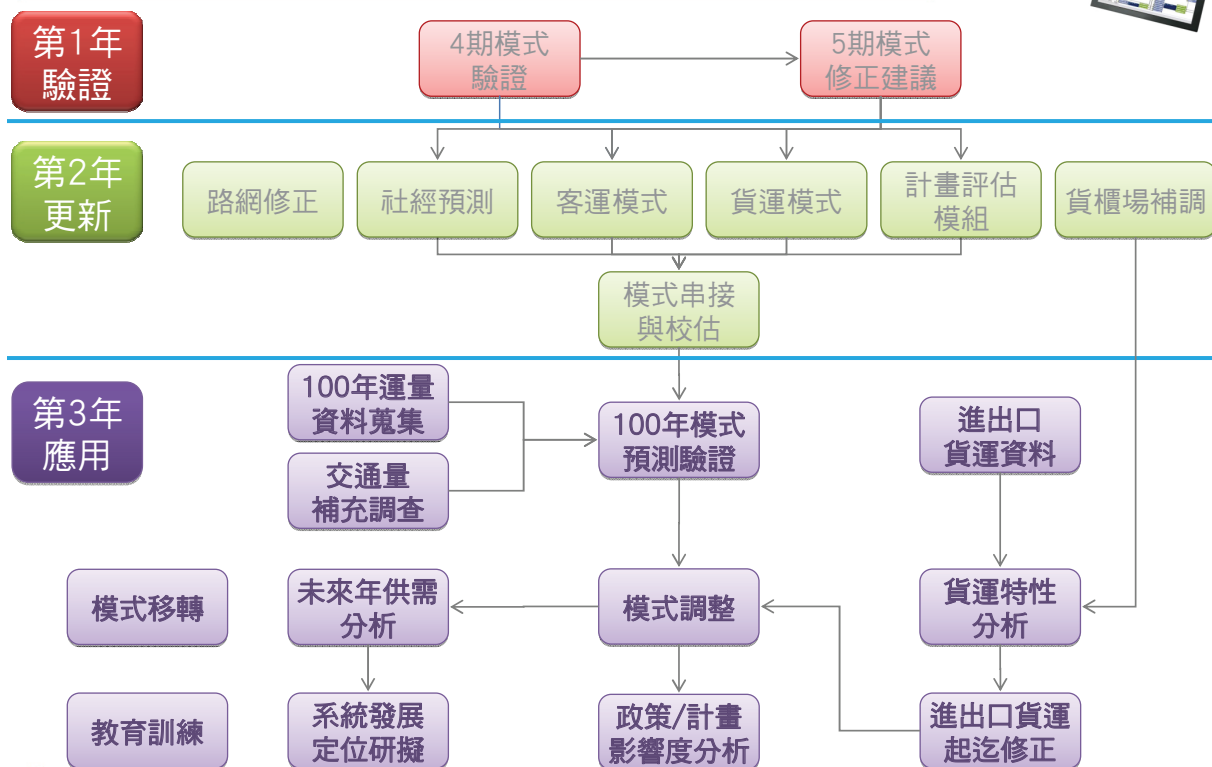 第1年
驗證
4期模式
驗證
5期模式
修正建議
第2年
更新
路網修正
社經預測
客運模式
貨運模式
計畫評估
模組
貨櫃場補調
模式串接
與校估
第3年
應用
100年運量
資料蒐集
交通量
補充調查
100年模式
預測驗證
進出口
貨運資料
模式移轉
未來年供需
分析
模式調整
貨運特性
分析
教育訓練
系統發展
定位研擬
政策/計畫
影響度分析
進出口貨運
起迄修正